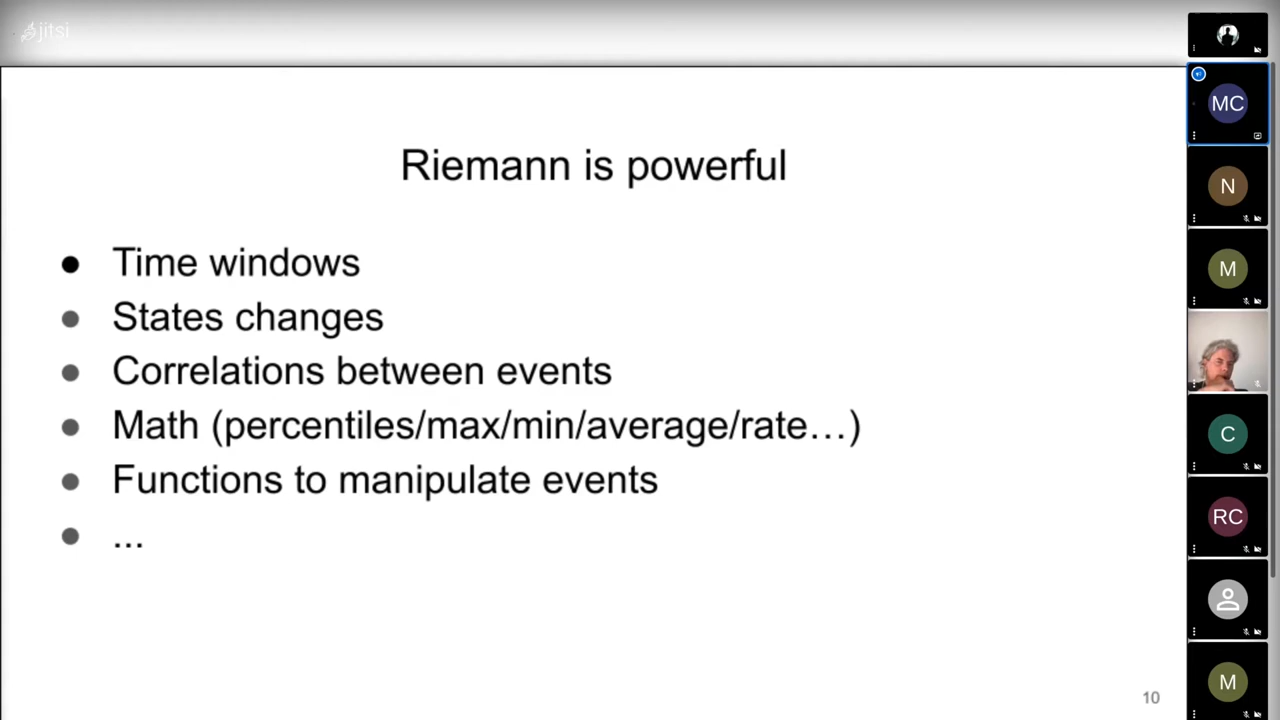 jitsi
Riemann is powerful
● Time windows
● States changes
● Correlations between events
● Math (percentiles/max/min/average/rate…)
● Functions to manipulate events
● ...
10
MC
N
M
C
RC
M